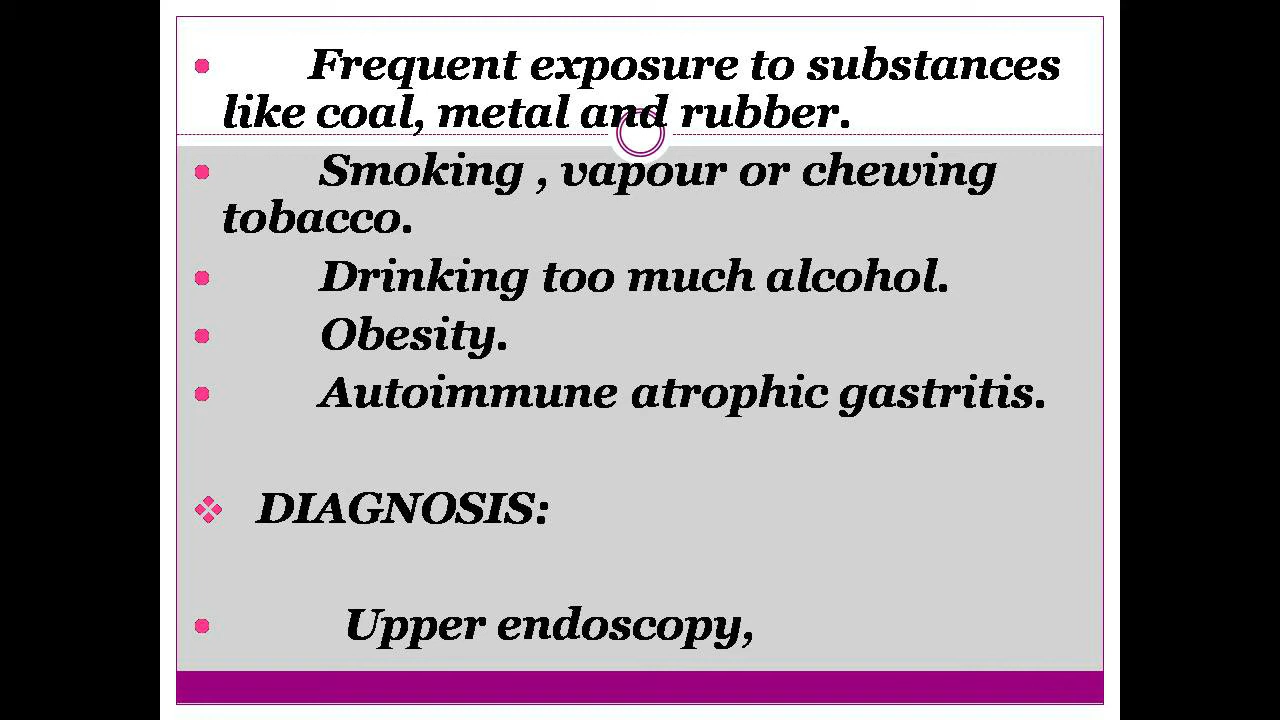 Frequent exposure to substances
like coal, metal and rubber.
Smoking , vapour or chewing
tobacco.
Drinking too much alcohol.
Obesity.
Autoimmune atrophic gastritis.
DIAGNOSIS:
Upper endoscopy,